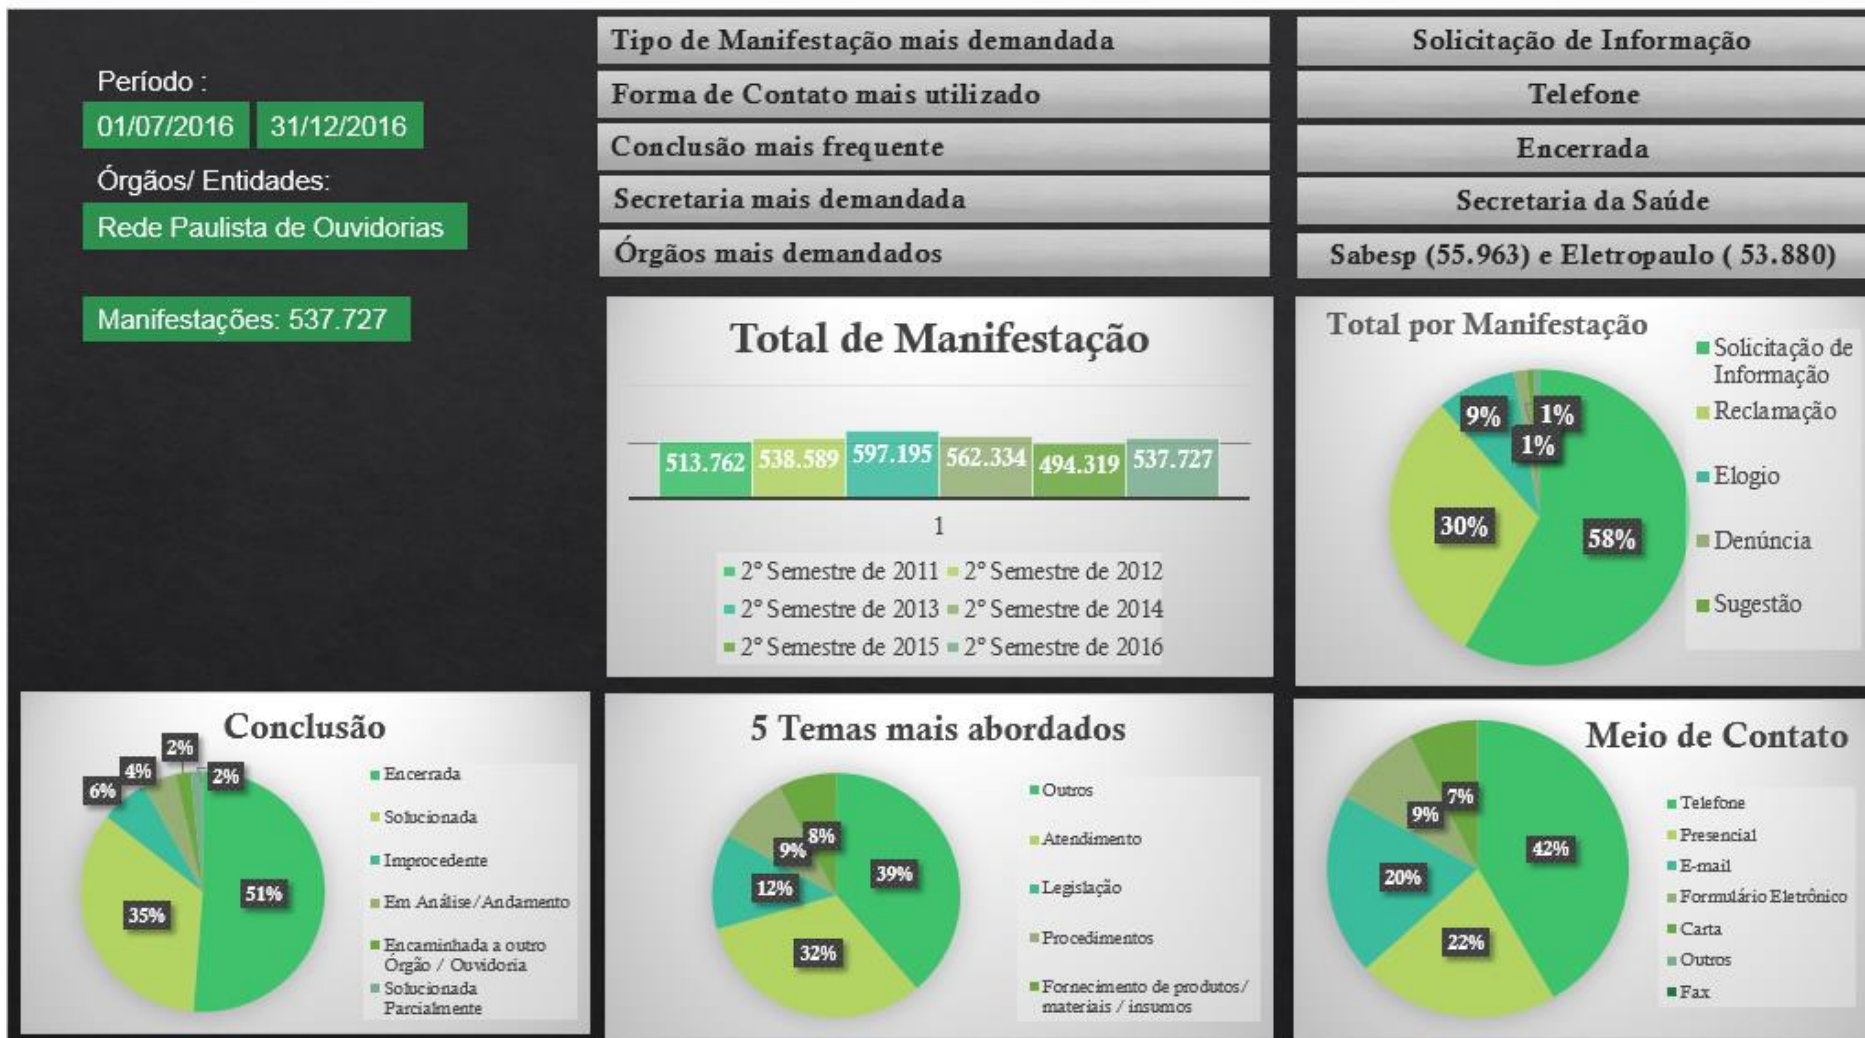 Período :
01/07/2016 31/12/2016
Órgãos/ Entidades:
Rede Paulista de Ouvidorias
Manifestações: 537.727
Tipo de Manifestação mais demandada
Solicitação de Informação
Forma de Contato mais utilizado
Telefone
Conclusão mais frequente
Encerrada
Secretaria mais demandada
Secretaria da Saúde
Órgãos mais demandados
Sabesp (55.963) e Eletropaulo ( 53.880)
Total de Manifestação
513.762 538.589 597.195 562.334 494.319 537.727
1
2º Semestre de 2011 2º Semestre de 2012
2º Semestre de 2013 2º Semestre de 2014
2º Semestre de 2015 2º Semestre de 2016
Total por Manifestação
9%
1%
1%
30%
58%
Solicitação de
Informação
Reclamação
Elogio
Denúncia
Sugestão
Conclusão
2%
4%
2%
6%
51%
35%
Encerrada
Solucionada
Improcedente
Em Análise/Andamento
Encaminhada a outro
Órgão / Ouvidoria
Solucionada
Parcialmente
5 Temas mais abordados
8%
9%
39%
12%
32%
Outros
Atendimento
Legislação
Procedimentos
Fornecimento de produtos/
materiais / insumos
Meio de Contato
7%
9%
42%
20%
22%
Telefone
Presencial
E-mail
Formulário Eletrônico
Carta
Outros
Fax